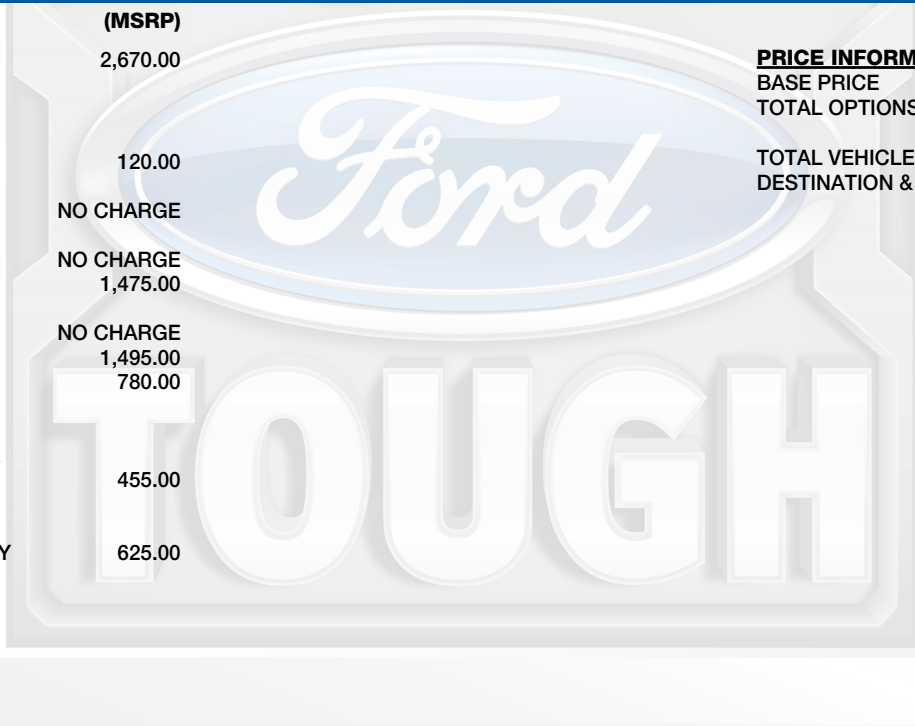 (MSRP)
2,670.00
120.00
NO CHARGE
NO CHARGE
1,475.00
NO CHARGE
1,495.00
780.00
455.00
Y 625.00
PRICE INFORM
BASE PRICE
TOTAL OPTIONS
TOTAL VEHICLE
DESTINATION &
Ford
TOUGH